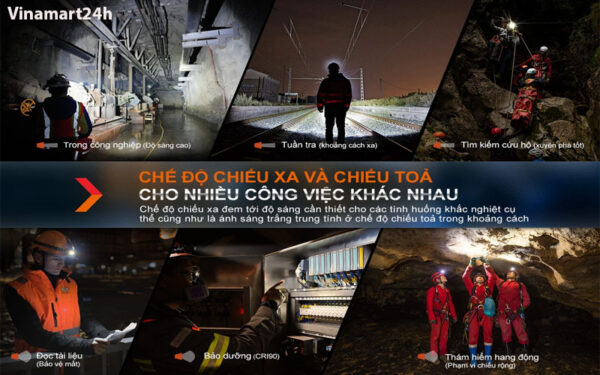 Vinamart24h
Trong công nghiệp (Độ sáng cao)
Tuần tra (khoảng cách xa)
Tìm kiếm cứu hộ (xuyên phá tốt)
CHẾ ĐỘ CHIẾU XA VÀ CHIẾU TOẢ
CHO NHIỀU CÔNG VIỆC KHÁC NHAU
Chế độ chiếu xa đem tới độ sáng cần thiết cho các tình huống khắc nghiệt cụ
thể cũng như là ánh sáng trắng trung tính ở chế độ chiếu toả trong khoảng cách
Đọc tài liệu
(Bảo vệ mắt)
Bảo dưỡng (CRI90)
Thám hiểm hang động
(Phạm vi chiếu rộng)